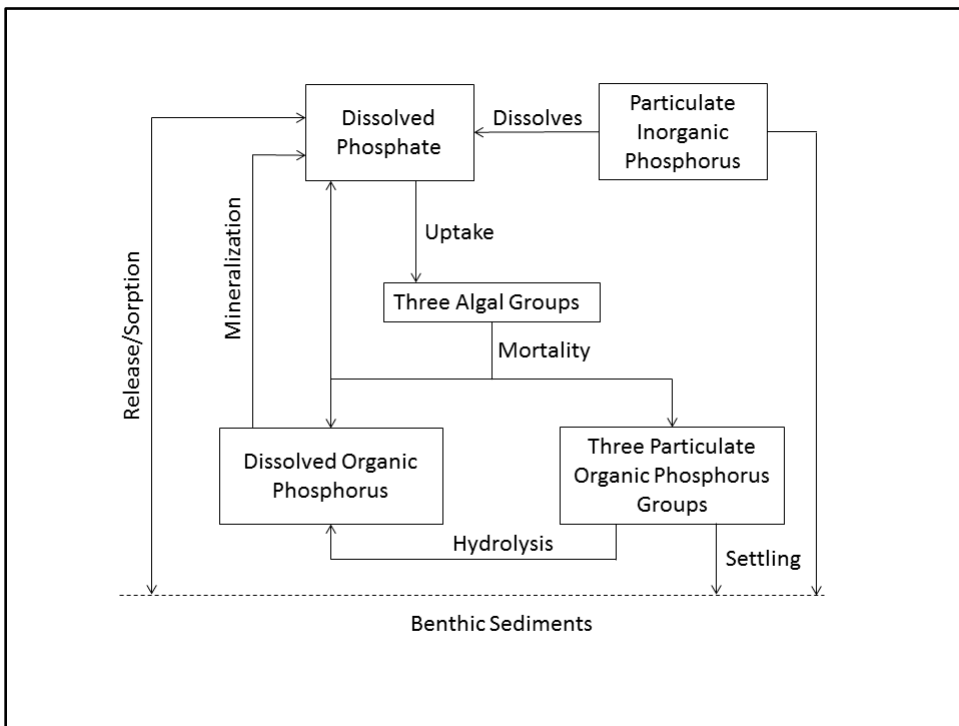 Dissolved
Phosphate
Dissolves
Particulate
Inorganic
Phosphorus
Uptake
Mineralization
Release/Sorption
Three Algal Groups
Mortality
Dissolved Organic
Phosphorus
Three Particulate
Organic Phosphorus
Groups
Hydrolysis
Settling
Benthic Sediments